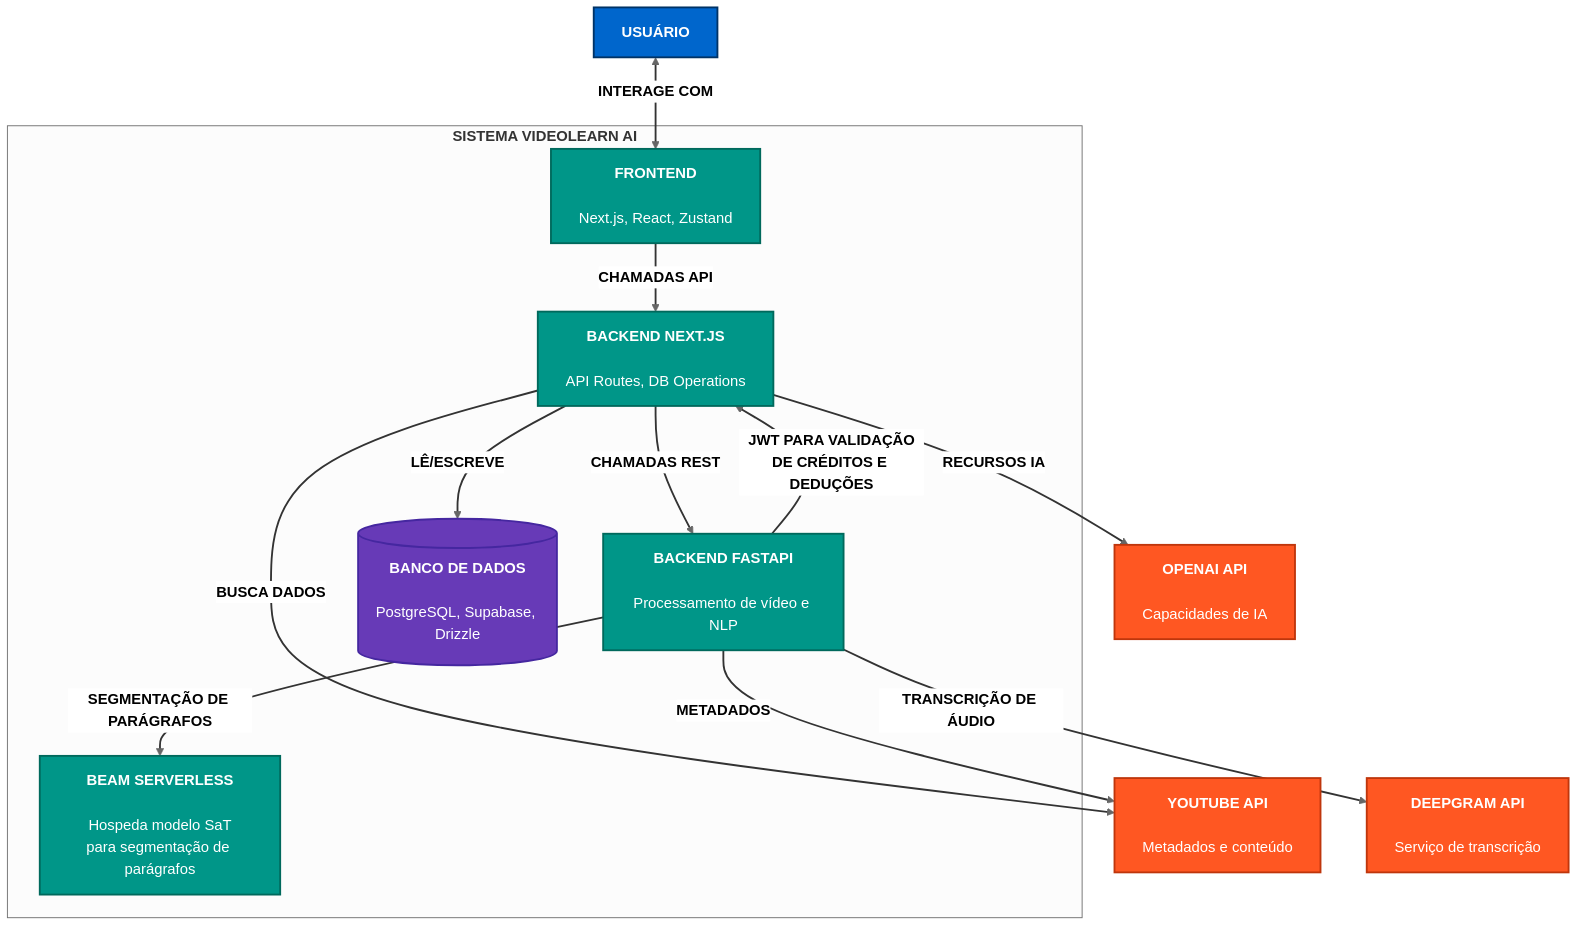 USUÁRIO
INTERAGE COM
SISTEMA VIDEOLEARN AI
FRONTEND
Next.js, React, Zustand
CHAMADAS API
BACKEND NEXT.JS
API Routes, DB Operations
LÊ/ESCREVE
CHAMADAS REST
JWT PARA VALIDAÇÃO
DE CRÉDITOS E
DEDUÇÕES
RECURSOS IA
BUSCA DADOS
BANCO DE DADOS
PostgreSQL, Supabase,
Drizzle
BACKEND FASTAPI
Processamento de vídeo e
NLP
OPENAI API
Capacidades de IA
SEGMENTAÇÃO DE
PARÁGRAFOS
METADADOS
TRANSCRIÇÃO DE
ÁUDIO
BEAM SERVERLESS
Hospeda modelo SaT
para segmentação de
parágrafos
YOUTUBE API
Metadados e conteúdo
DEEPGRAM API
Serviço de transcrição